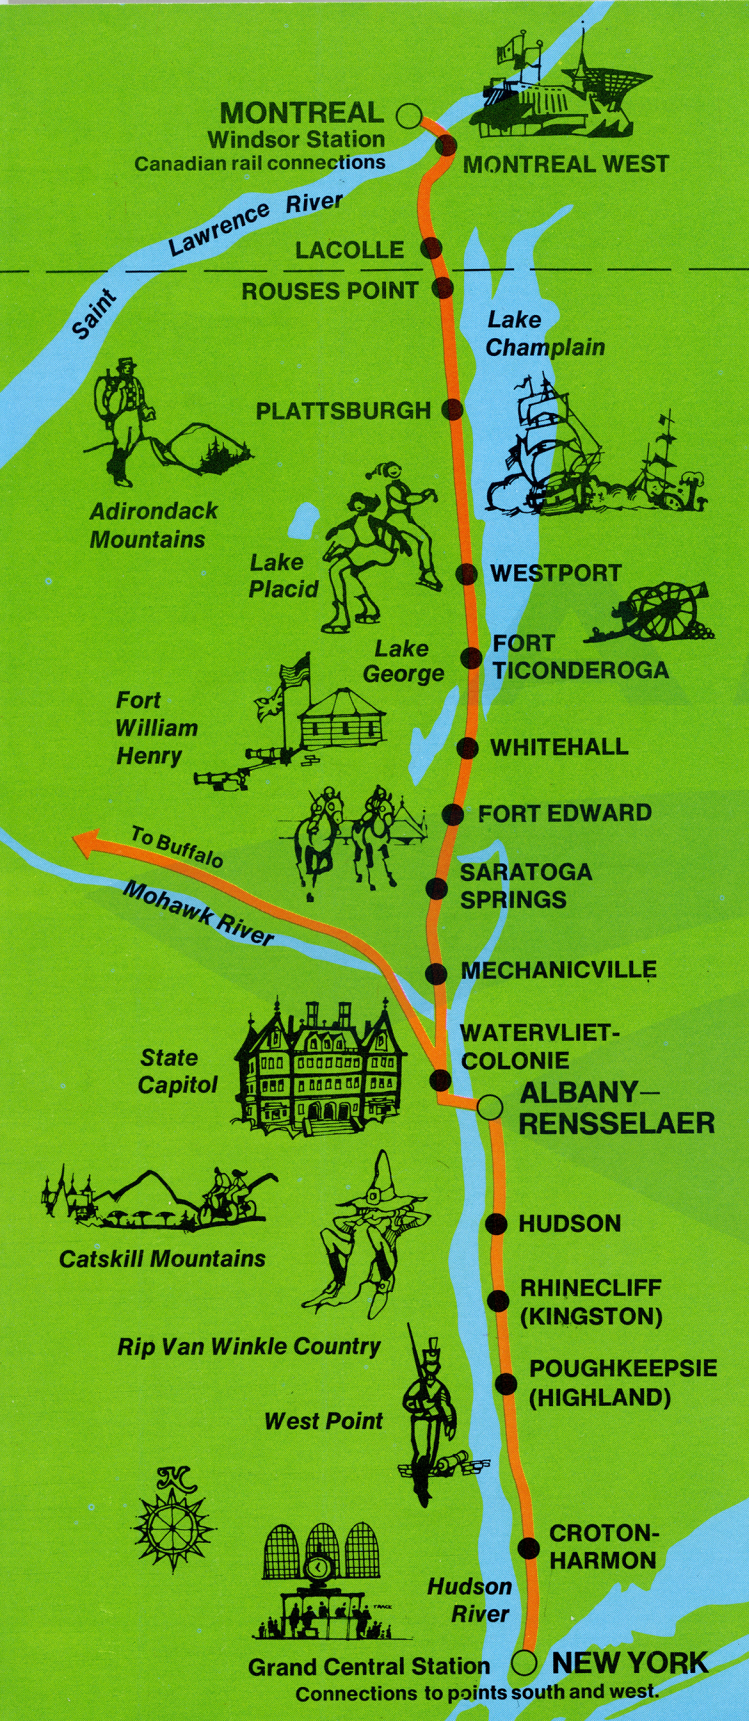 MONTREAL
Windsor Station
Canadian rail connections
MONTREAL WEST
Saint Lawrence River
LACOLLE
ROUSES POINT
Lake
Champlain
PLATTSBURGH
Adirondack
Mountains
Lake
Placid
WESTPORT
Lake
George
FORT
TICONDEROGA
Fort
William
Henry
WHITEHALL
FORT EDWARD
To Buffalo
Mohawk River
SARATOGA
SPRINGS
MECHANICVILLE
State
Capitol
WATERVLIET-
COLONIE
ALBANY—
RENSSELAER
Catskill Mountains
HUDSON
RHINECLIFF
(KINGSTON)
Rip Van Winkle Country
POUGHKEEPSIE
(HIGHLAND)
West Point
N
CROTON-
HARMON
TRACK
Hudson
River
Grand Central Station
NEW YORK
Connections to points south and west.